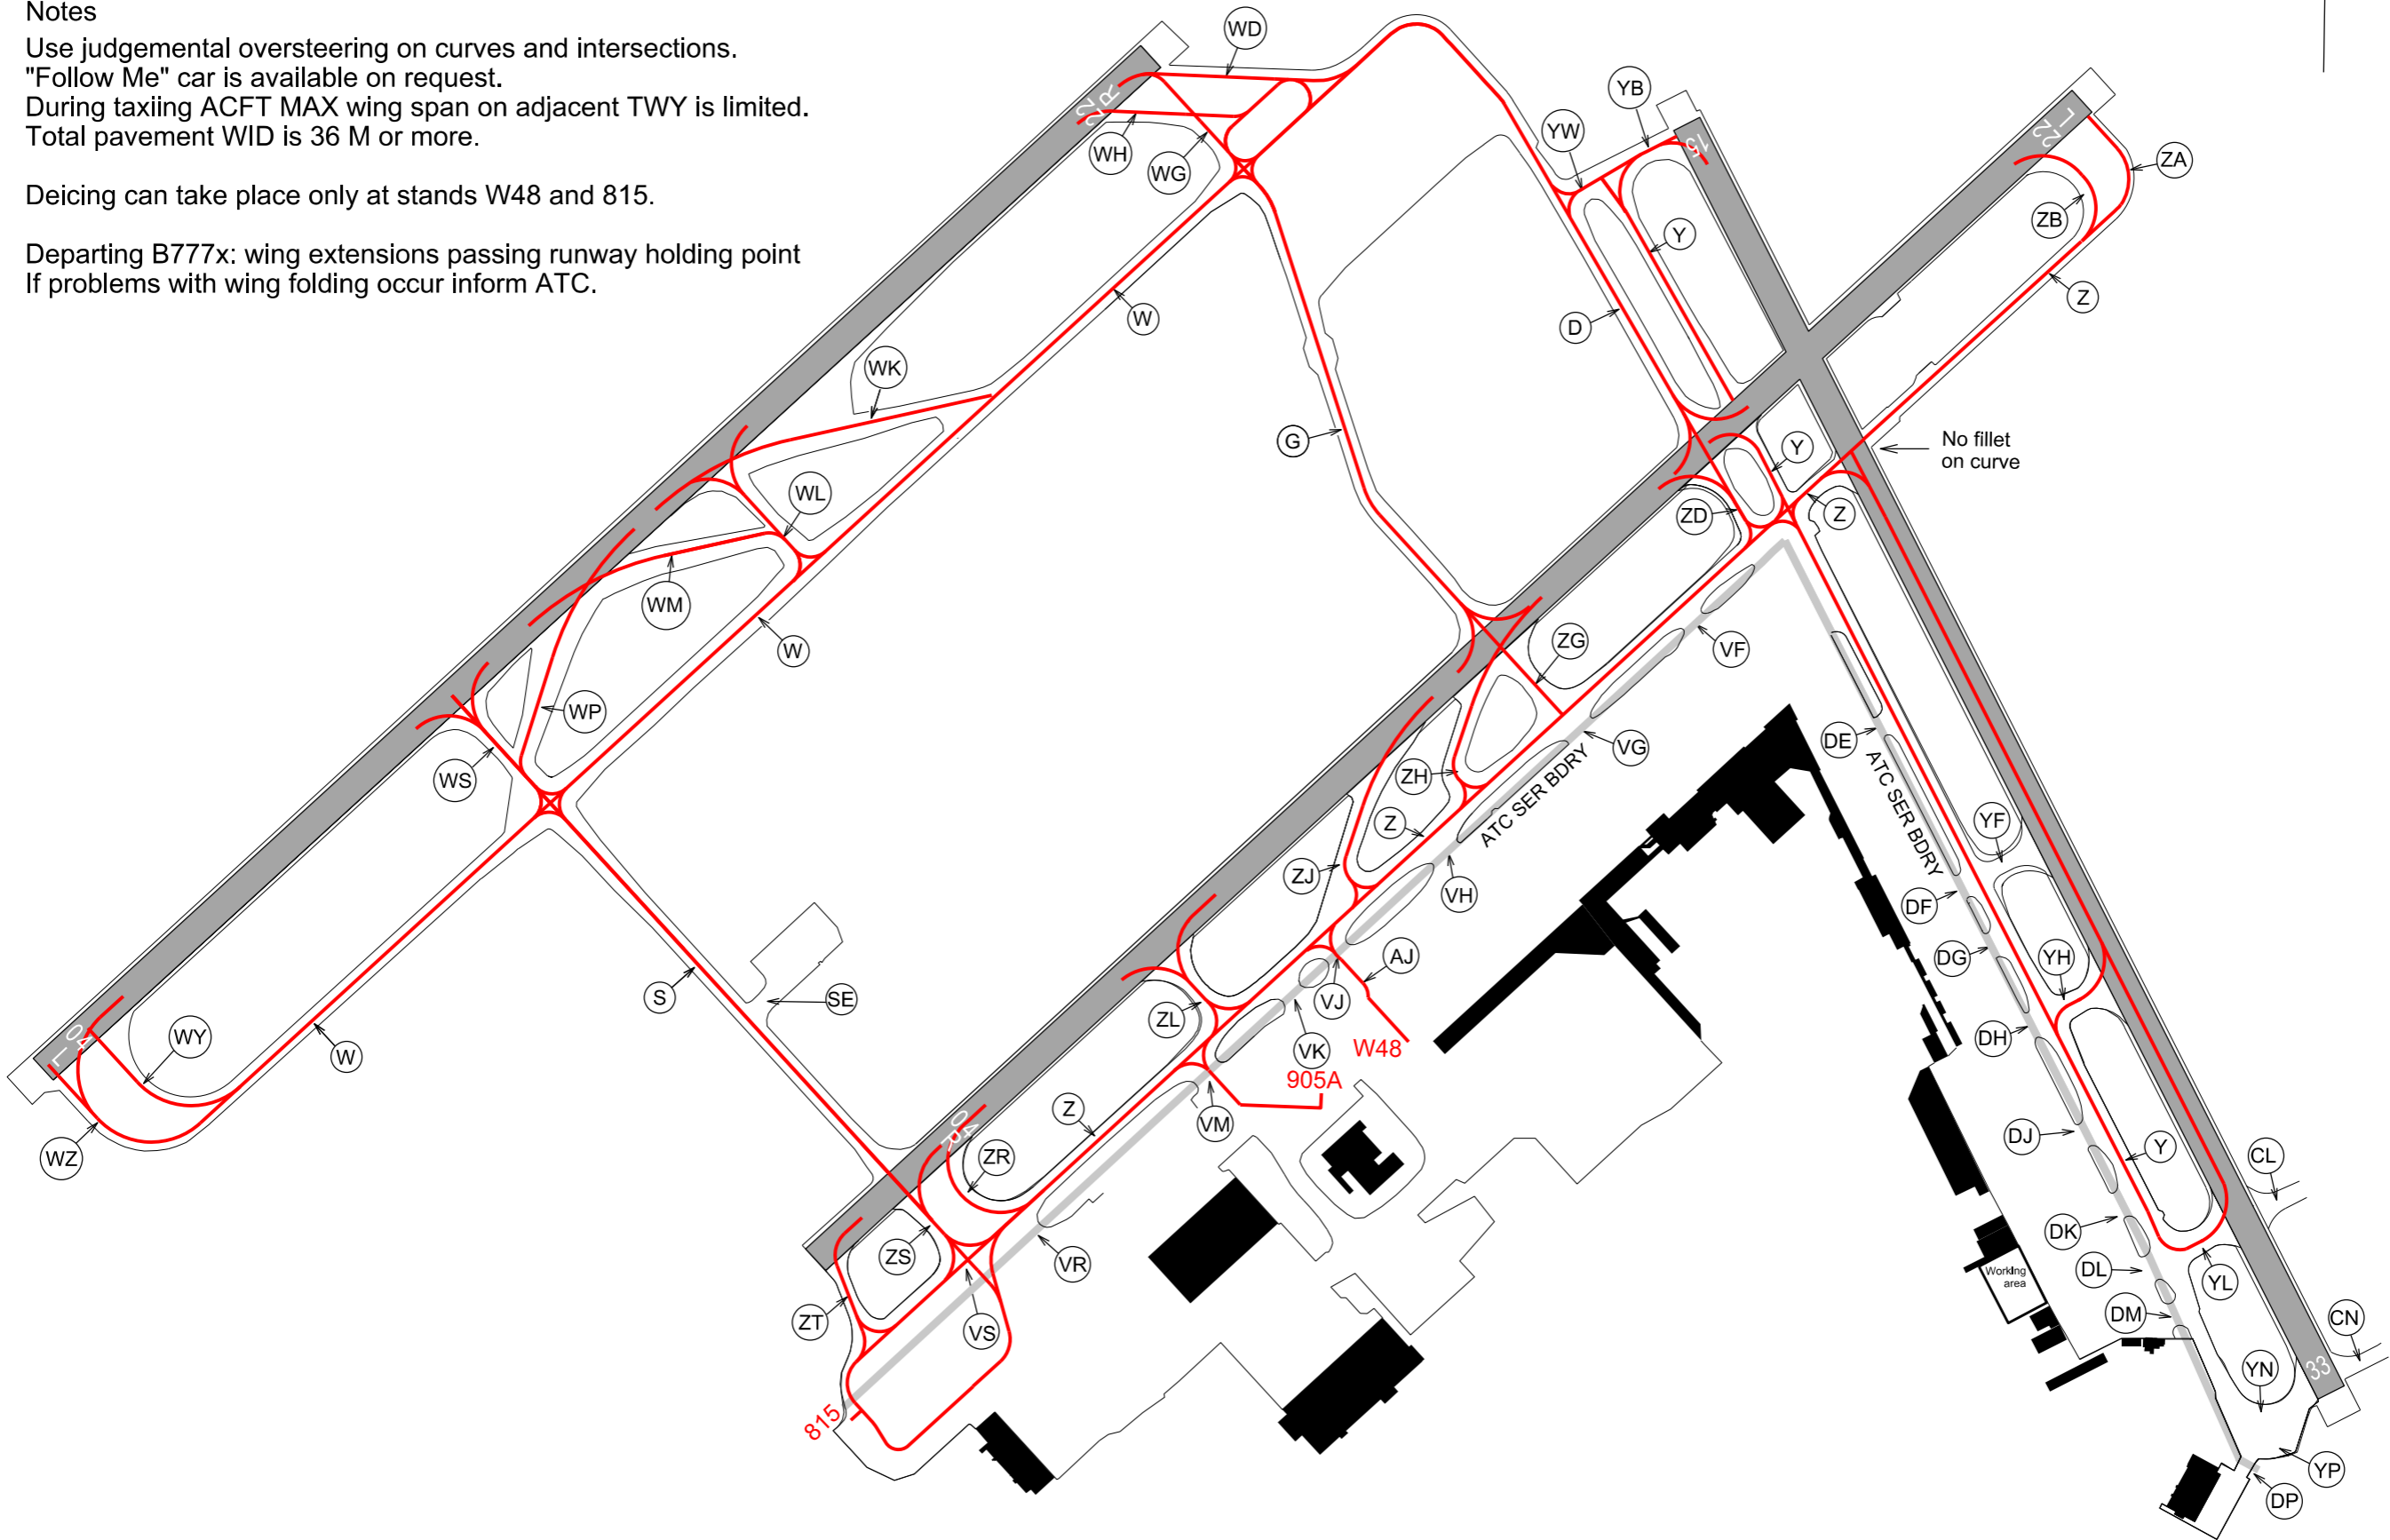 Notes
Use judgemental oversteering on curves and intersections.
"Follow Me" car is available on request.
During taxiing ACFT MAX wing span on adjacent TWY is limited.
Total pavement WID is 36 M or more.
Deicing can take place only at stands W48 and 815.
Departing B777x: wing extensions passing runway holding point
If problems with wing folding occur inform ATC.
WD
YB
22
R
WH
WG
YW
15
22
L
ZA
ZB
Y
Z
D
W
WK
G
No fillet
on curve
Y
WL
ZD
Z
WM
ZG
VF
W
WP
DE
VG
ATC SER BDRY
ATC SER BDRY
WS
ZH
Z
YF
ZJ
VH
DF
AJ
DG
YH
S
SE
VJ
ZL
VK
W48
DH
04
L
WY
W
905A
Z
VM
DJ
Y
04
R
ZR
WZ
CL
ZS
VR
DK
DL
Working
area
YL
ZT
VS
DM
CN
33
YN
815
YP
DP